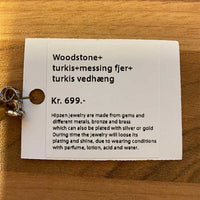 Woodstone+
turkis+messing fjer+
turkis vedhæng
Kr. 699.-
Hipzen jewelry are made from gems and
different metals, bronze and brass
which can also be plated with silver or gold
During time the jewelry will loose its
plating and shine, due to wearing conditions
with parfume, lotion, acid and water.